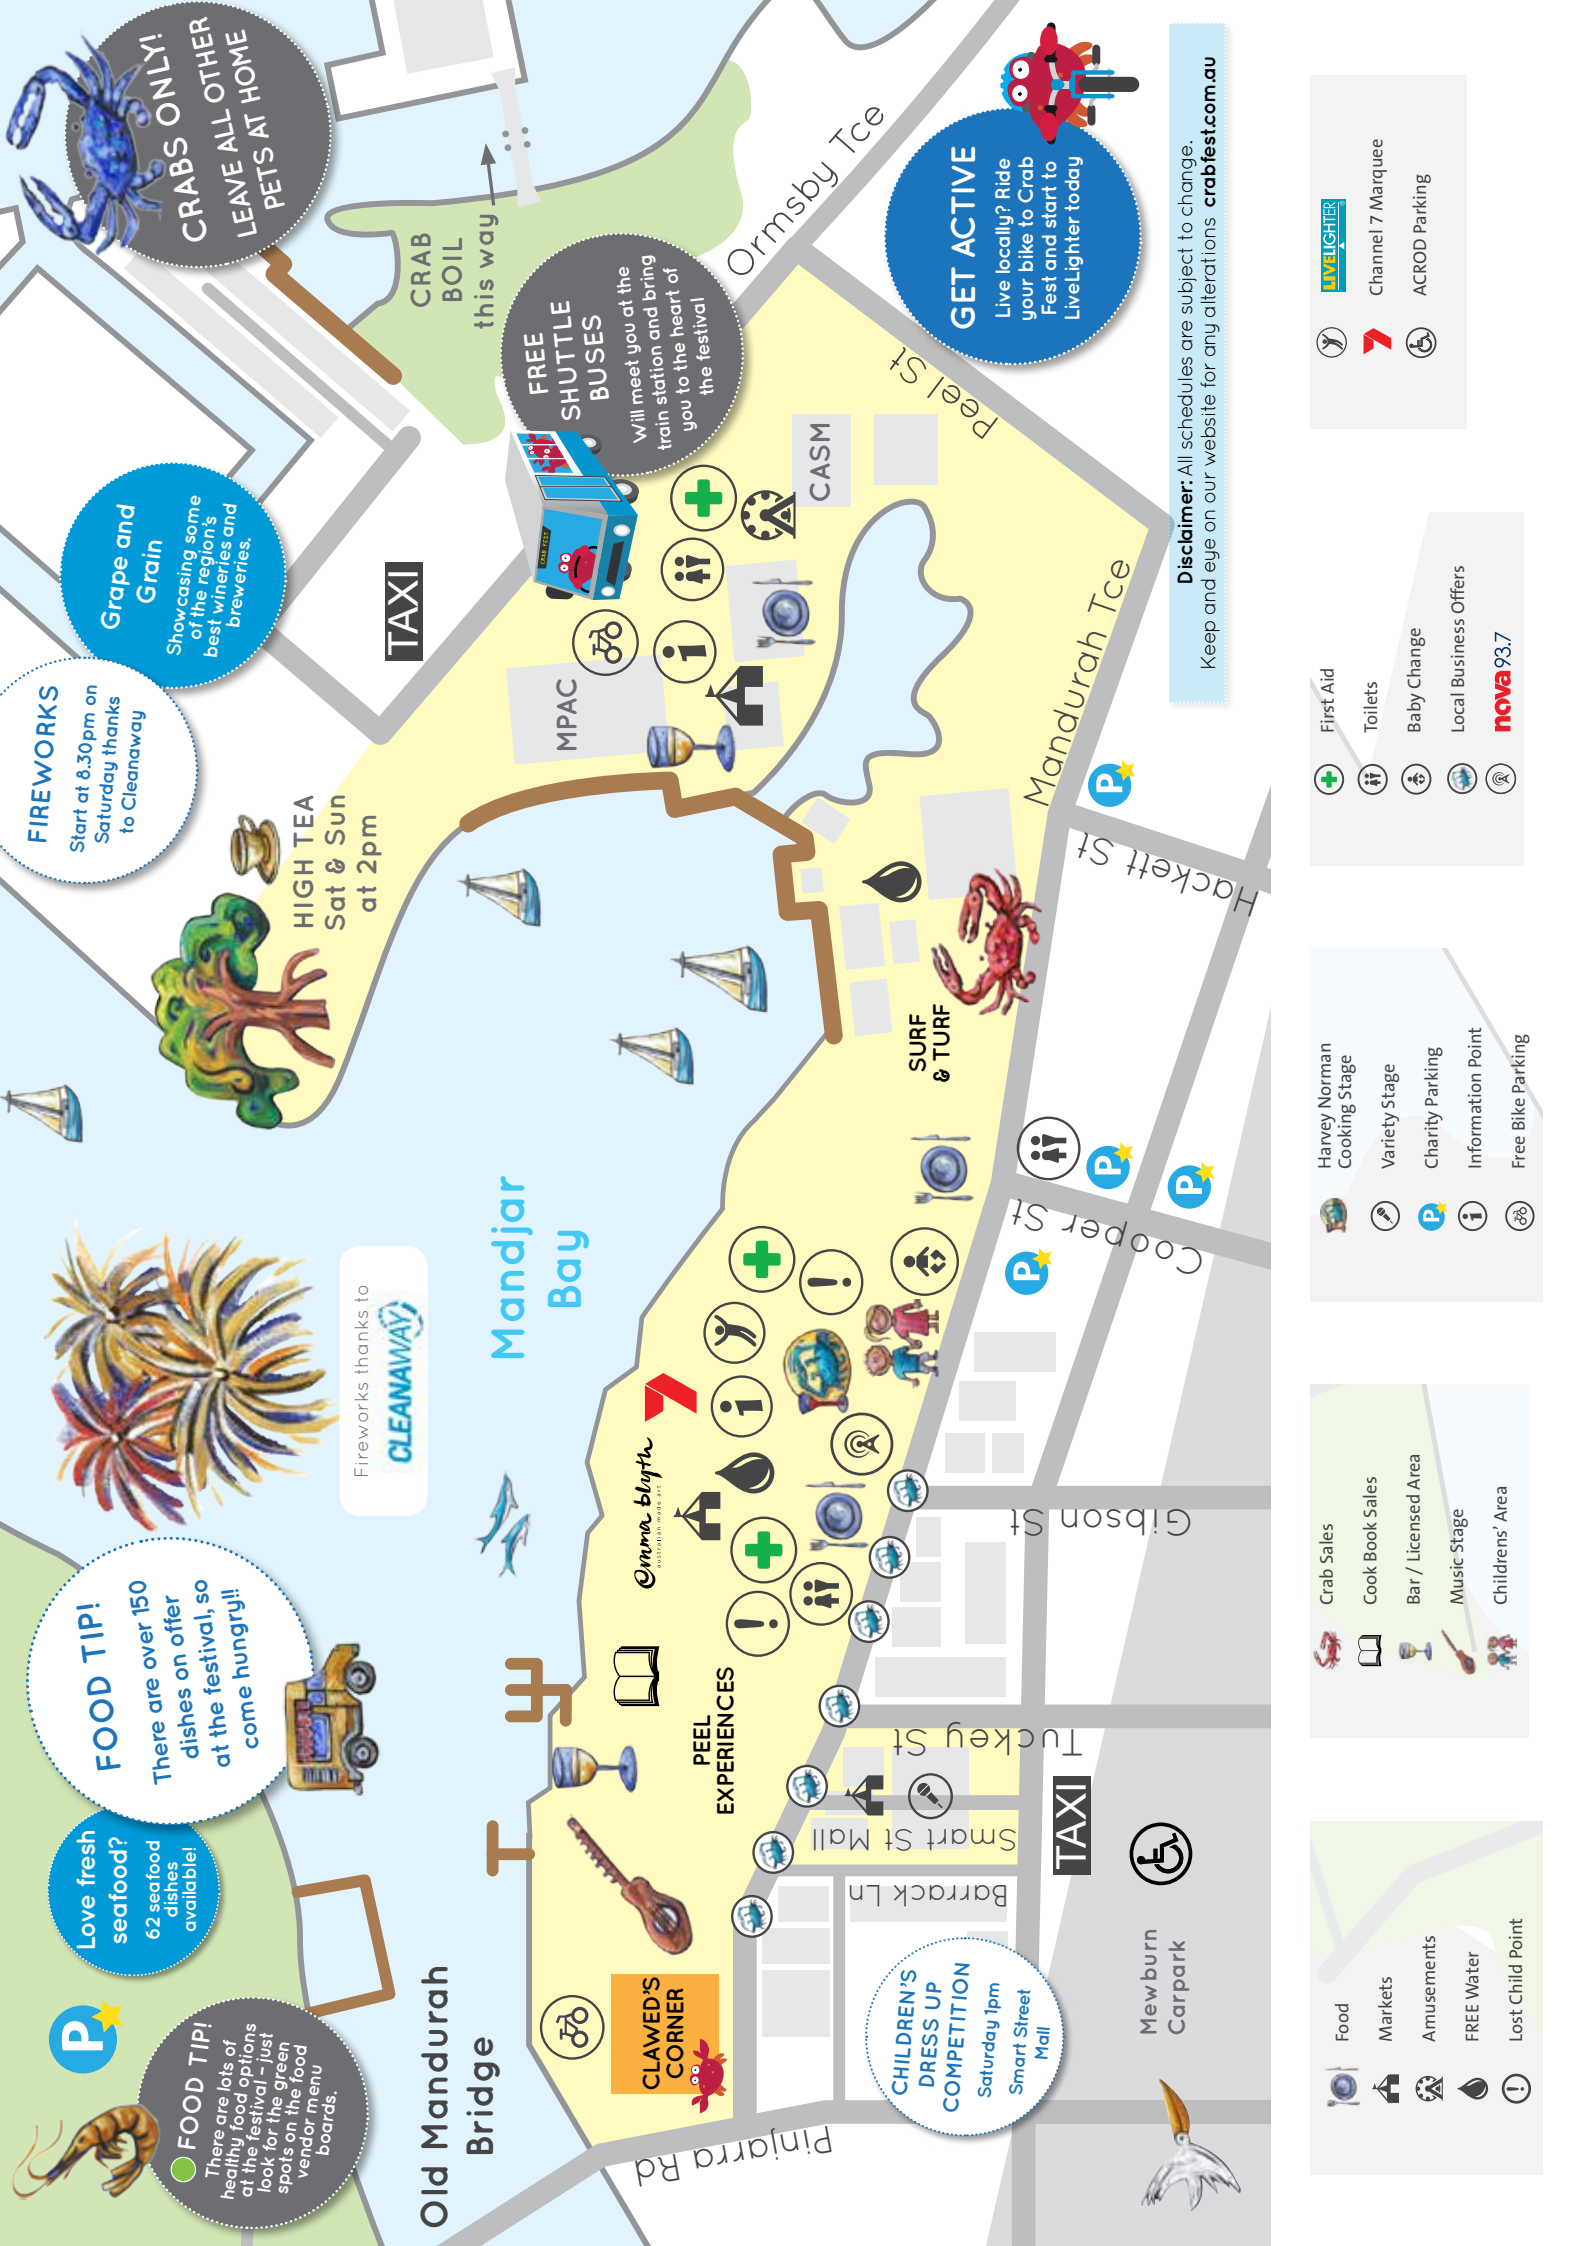 FOOD TIP!
There are lots of
healthy food options
at the festival – just
look for the green
spots on the food
vendor menu
boards.
P
Love fresh
seafood?
62 seafood
dishes
available!
FOOD TIP!
There are over 150
dishes on offer
at the festival, so
come hungry!!
Fireworks thanks to
CLEANAWAY
FIREWORKS
Start at 8.30pm on
Saturday thanks
to Cleanaway
Grape and
Grain
Showcasing some
of the region's
best wineries and
breweries.
CRABS ONLY!
LEAVE ALL OTHER
PETS AT HOME
HIGH TEA
Sat & Sun
at 2pm
TAXI
CRAB
BOIL
this way
FREE
SHUTTLE
BUSES
Will meet you at the
train station and bring
you to the heart of
the festival
CRAB FEST
Ormsby Tce
Old Mandurah
Bridge
Mandjar
Bay
MPAC
CASM
Peel St
GET ACTIVE
Live locally? Ride
your bike to Crab
Fest and start to
LiveLighter today
CLAWED'S
CORNER
PEEL
EXPERIENCES
emma blyth
australian made art
SURF
& TURF
Mandurah Tce
Pinjarra Rd
Barrack Ln
Smart St Mall
Tuckey St
Gibson St
Cooper St
Hackett St
P
P
P
P
CHILDREN'S
DRESS UP
COMPETITION
Saturday 1pm
Smart Street
Mall
TAXI
Mewburn
Carpark
Disclaimer: All schedules are subject to change.
Keep and eye on our website for any alterations crabfest.com.au
Food
Markets
Amusements
FREE Water
Lost Child Point
Crab Sales
Cook Book Sales
Bar / Licensed Area
Music Stage
Childrens' Area
Harvey Norman
Cooking Stage
Variety Stage
P
Charity Parking
Information Point
Free Bike Parking
First Aid
Toilets
Baby Change
Local Business Offers
nova 93.7
LIVELIGHTER
Channel 7 Marquee
ACROD Parking